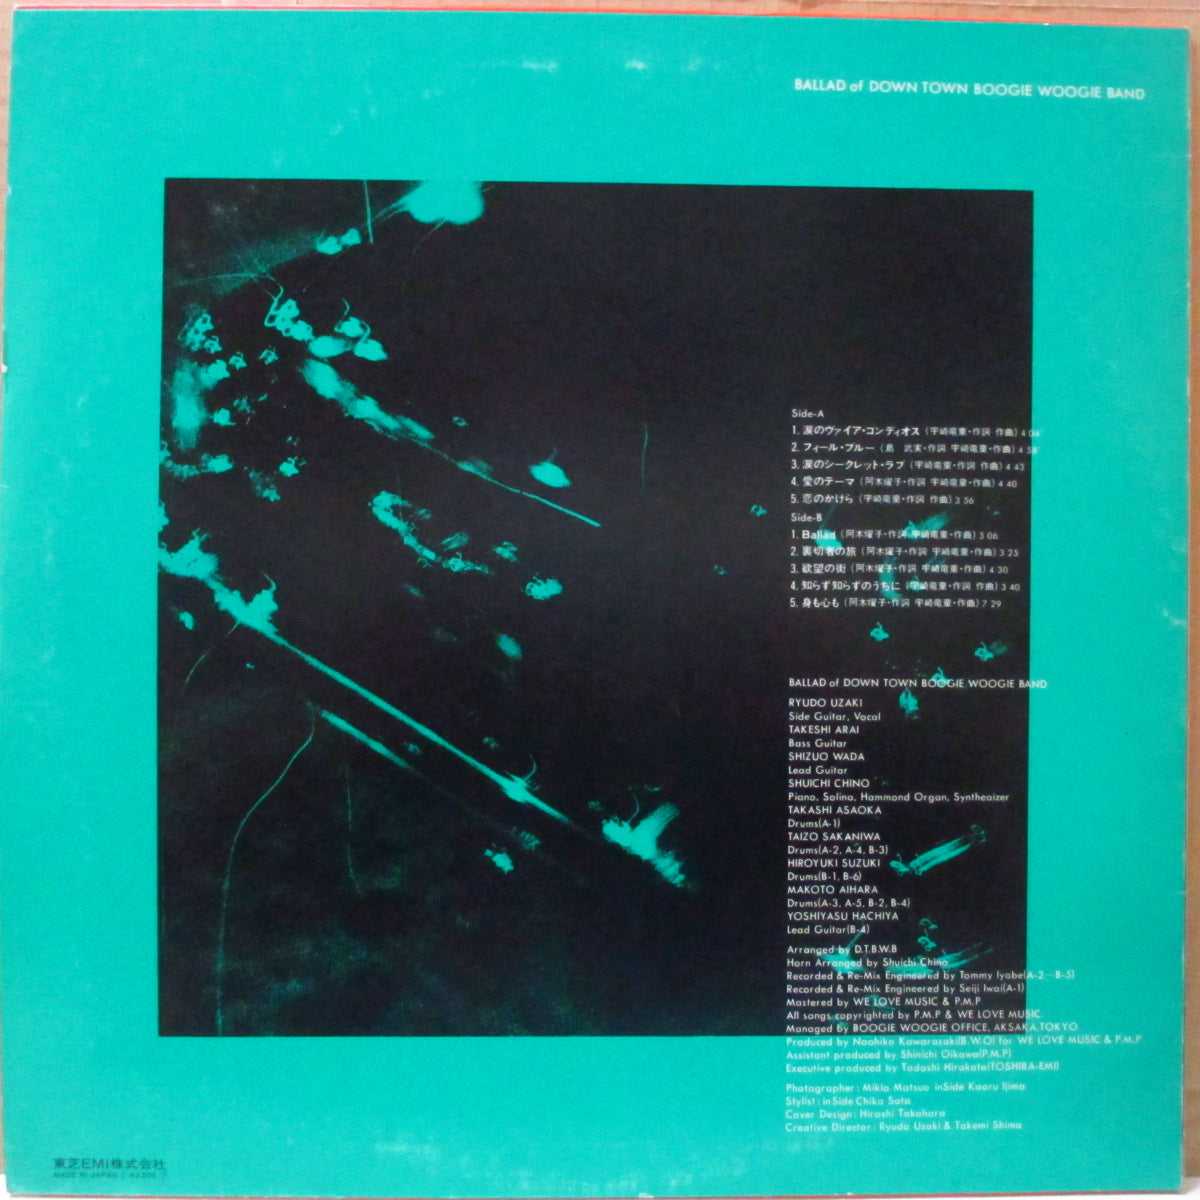 BALLAD of DOWN TOWN BOOGIE WOOGIE BAND
Side-A
1. 涙のヴァイア・コンディオス (宇崎竜童・作詞 作曲) 4 04
2. フィール・ブルー (島 武実・作詞 宇崎竜童・作曲) 4 58
3. 涙のシークレット・ラブ (宇崎竜童・作詞 作曲) 4 43
4. 愛のテーマ (阿木燿子・作詞 宇崎竜童・作曲) 4 40
5. 恋のかけら (宇崎竜童・作詞 作曲) 3 56
Side-B
1. Ballad (阿木燿子・作詞 宇崎竜童・作曲) 5 06
2. 裏切者の旅 (阿木燿子・作詞 宇崎竜童・作曲) 3 25
3. 欲望の街 (阿木燿子・作詞 宇崎竜童・作曲) 4 30
4. 知らず知らずのうちに (宇崎竜童・作詞 作曲) 3 40
5. 身も心も (阿木燿子・作詞 宇崎竜童・作曲) 7 29
BALLAD of DOWN TOWN BOOGIE WOOGIE BAND
RYUDO UZAKI
Side Guitar, Vocal
TAKESHI ARAI
Bass Guitar
SHIZUO WADA
Lead Guitar
SHUICHI CHINO
Piano, Solina, Hammond Organ, Syntheaizer
TAKASHI ASAOKA
Drums(A-1)
TAIZO SAKANIWA
Drums(A-2, A-4, B-3)
HIROYUKI SUZUKI
Drums(B-1, B-6)
MAKOTO AIHARA
Drums(A-3, A-5, B-2, B-4)
YOSHIYASU HACHIYA
Lead Guitar(B-4)
Arranged by D.T.B.W.B
Horn Arranged by Shuichi Chino
Recorded & Re-Mix Engineered by Tommy Iyobe(A-2~B-5)
Recorded & Re-Mix Engineered by Seiji Iwai(A-1)
Mastered by WE LOVE MUSIC & P.M.P
All songs copyrighted by P.M.P & WE LOVE MUSIC
Managed by BOOGIE WOOGIE OFFICE, AKSAKA, TOKYO
Produced by Naohiko Kawarasaki(B.W.O) for WE LOVE MUSIC & P.M.P
Assistant produced by Shinichi Oikawa(P.M.P)
Executive produced by Tadashi Hirakata(TOSHIBA-EMI)
Photographer : Mikio Matsuo inSide Kaoru Ijima
Stylist : inSide Chika Sato
Cover Design : Hiroshi Takahara
Creative Director : Ryudo Uzaki & Takemi Shima
東芝EMI株式会社
MADE IN JAPAN [ ¥2,500 ]